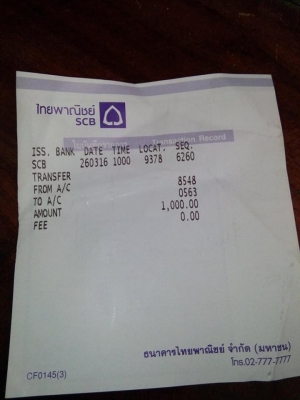 ไทยพาณิชย์
SCB
Transaction Record
ISS. BANK DATE TIME LOCAT. SEQ.
SCB 260316 1000 9378 6260
TRANSFER
FROM A/C 8548
TO A/C 0563
AMOUNT 1,000.00
FEE 0.00
ธนาคารไทยพาณิชย์ จำกัด (มหาชน)
โทร.02-777-7777
CF0145(3)